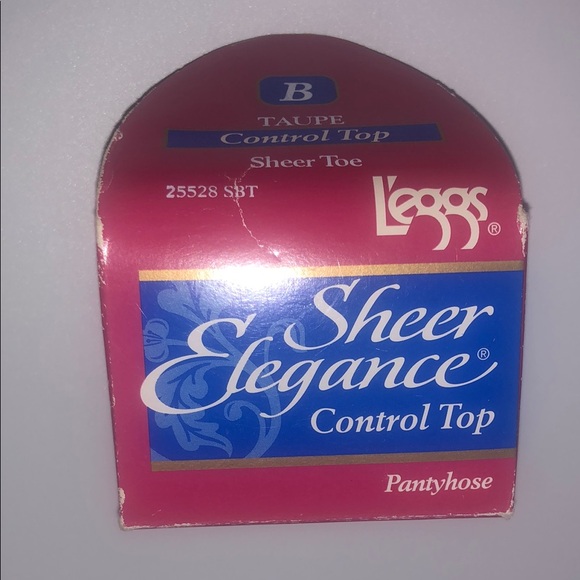 B
TAUPE
Control Top
Sheer Toe
25528 SBT
L'eggs®
Sheer
Elegance®
Control Top
Pantyhose